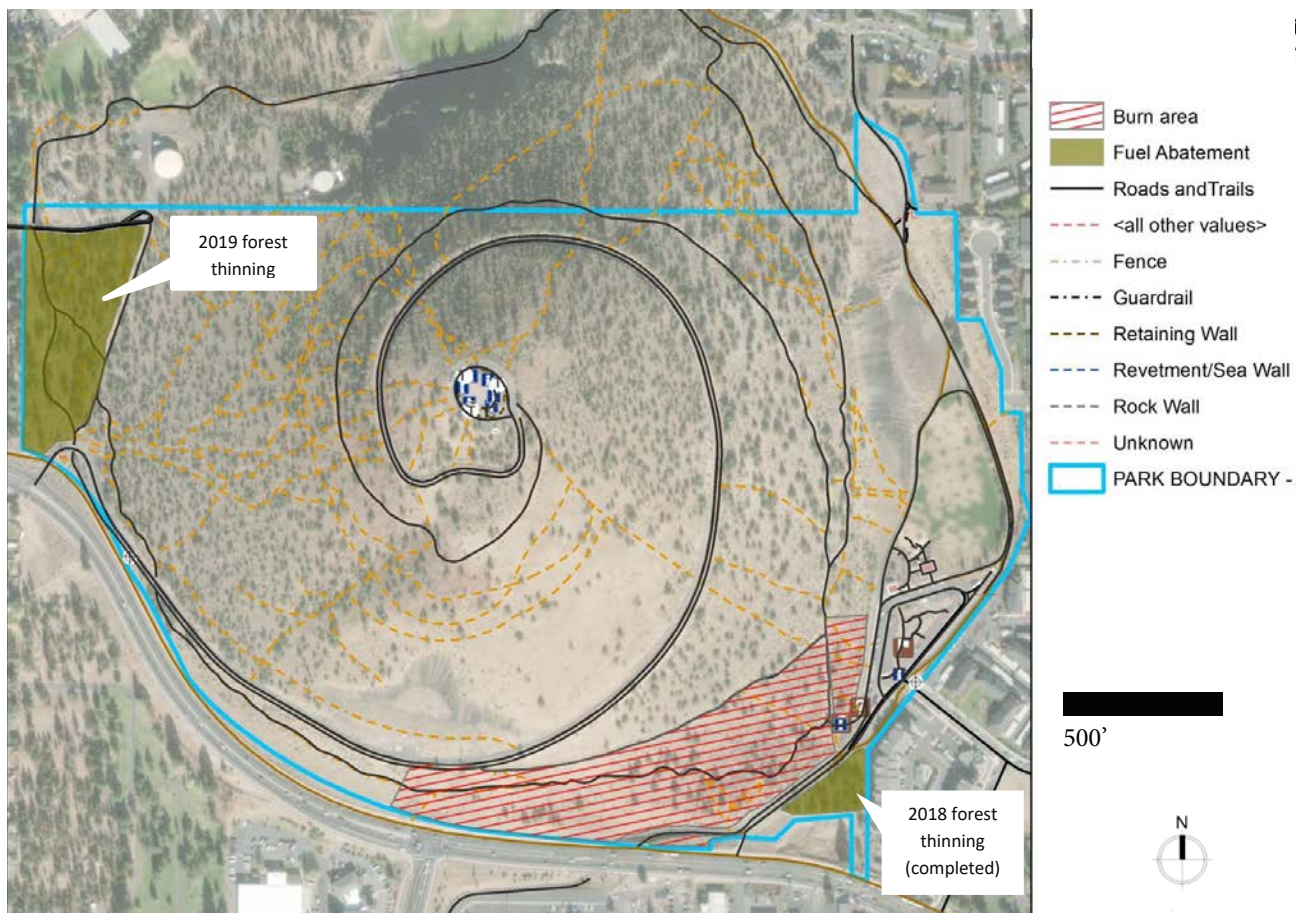 2019 forest
thinning
2018 forest
thinning
(completed)
Burn area
Fuel Abatement
Roads andTrails
<all other values>
Fence
Guardrail
Retaining Wall
Revetment/Sea Wall
Rock Wall
Unknown
PARK BOUNDARY -
500’
N